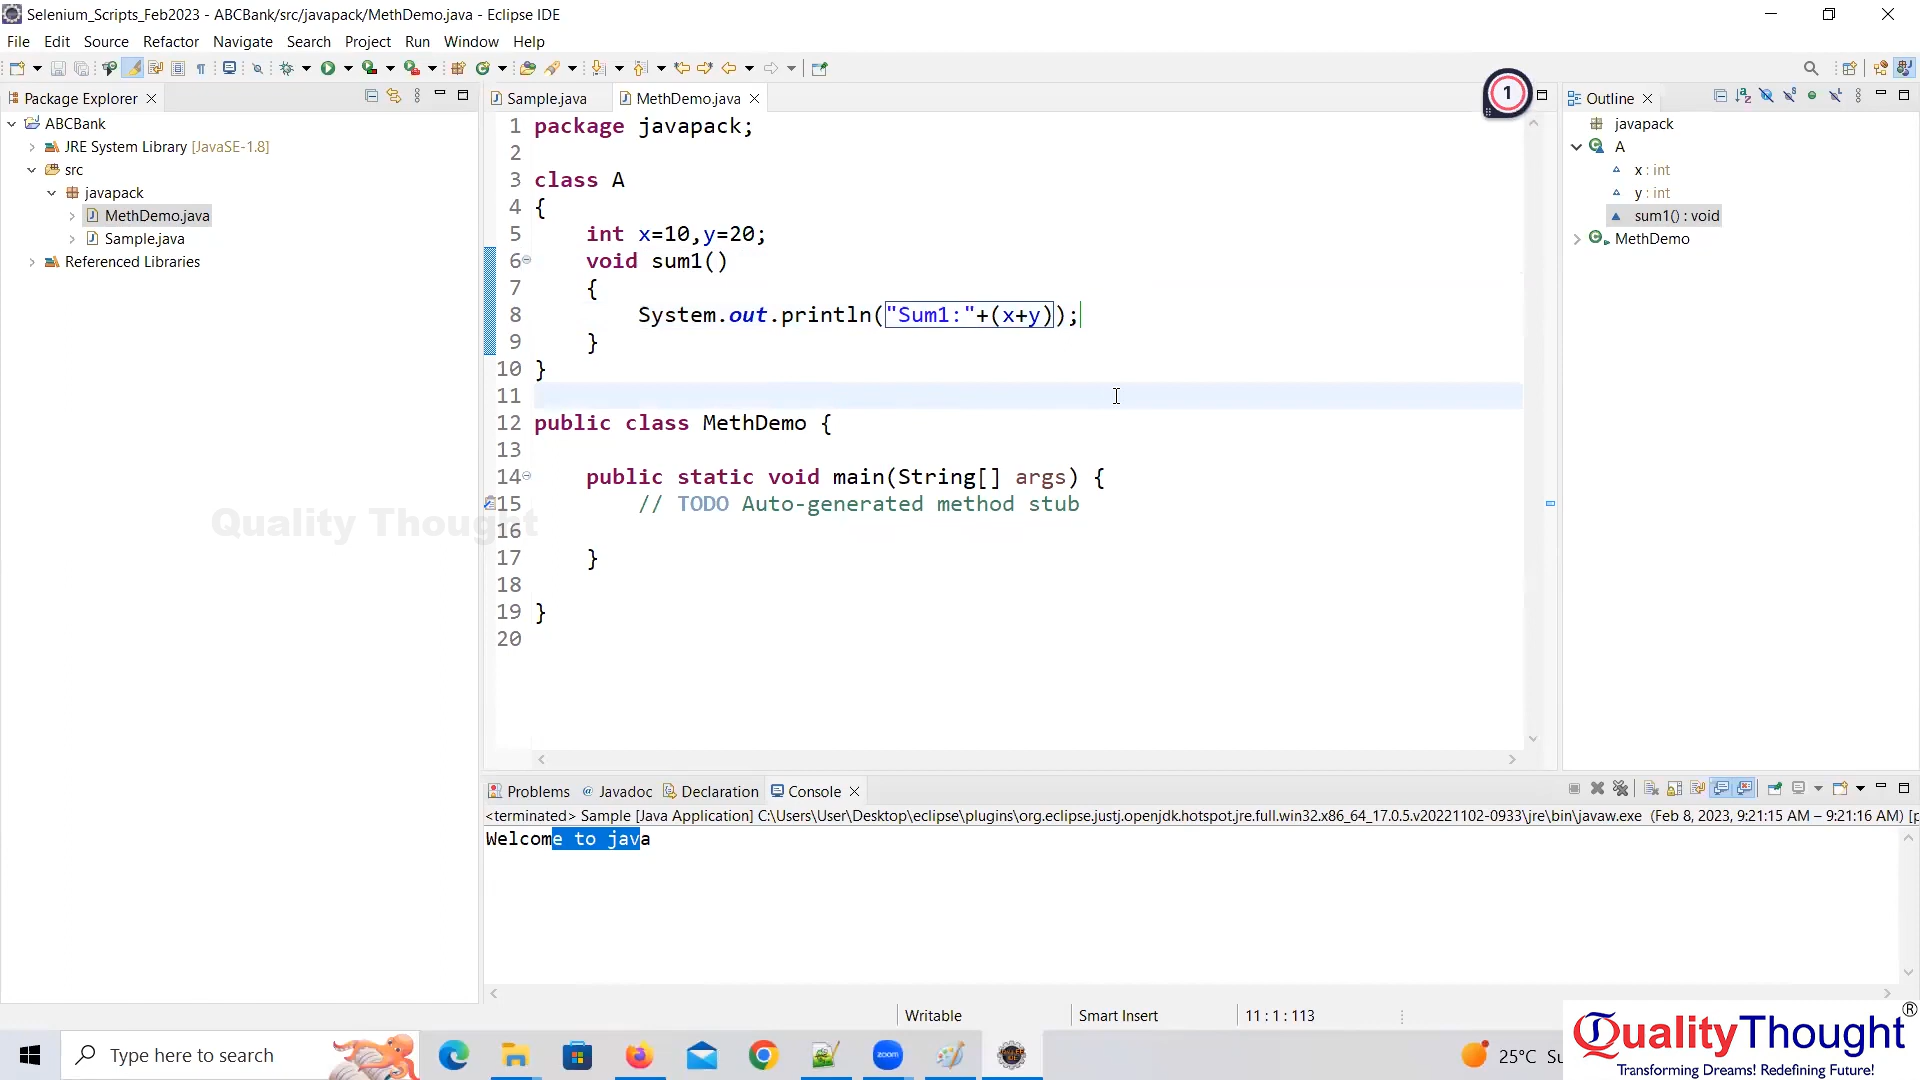 Selenium_Scripts_Feb2023 - ABCBank/src/javapack/MethDemo.java - Eclipse IDE
File Edit Source Refactor Navigate Search Project Run Window Help
Package Explorer
ABCBank
JRE System Library [JavaSE-1.8]
src
javapack
MethDemo.java
Sample.java
Referenced Libraries
Sample.java MethDemo.java
1 package javapack;
2
3 class A
4 {
5     int x=10,y=20;
6     void sum1()
7     {
8         System.out.println("Sum1:"+(x+y));
9     }
10 }
11
12 public class MethDemo {
13
14     public static void main(String[] args) {
15         // TODO Auto-generated method stub
16
17     }
18
19 }
20
1
Outline
javapack
A
x : int
y : int
sum1() : void
MethDemo
Quality Thought
Problems Javadoc Declaration Console
<terminated> Sample [Java Application] C:\Users\User\Desktop\eclipse\plugins\org.eclipse.justj.openjdk.hotspot.jre.full.win32.x86_64_17.0.5.v20221102-0933\jre\bin\javaw.exe (Feb 8, 2023, 9:21:15 AM – 9:21:16 AM) [p
Welcome to java
Writable Smart Insert 11 : 1 : 113
Type here to search
zoom
25°C Su
QualityThought®
Transforming Dreams! Redefining Future!